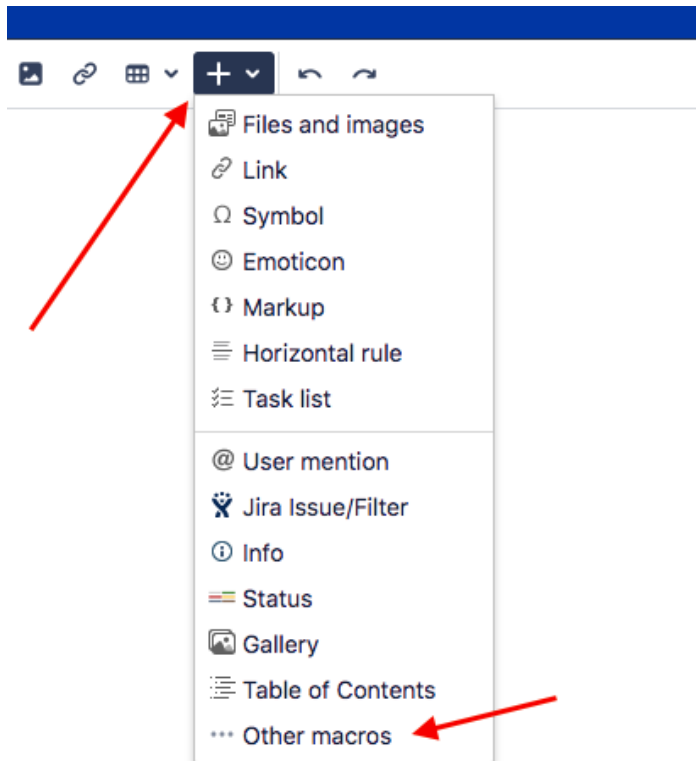 Files and images
Link
Symbol
Emoticon
Markup
Horizontal rule
Task list
@ User mention
Jira Issue/Filter
Info
Status
Gallery
Table of Contents
Other macros